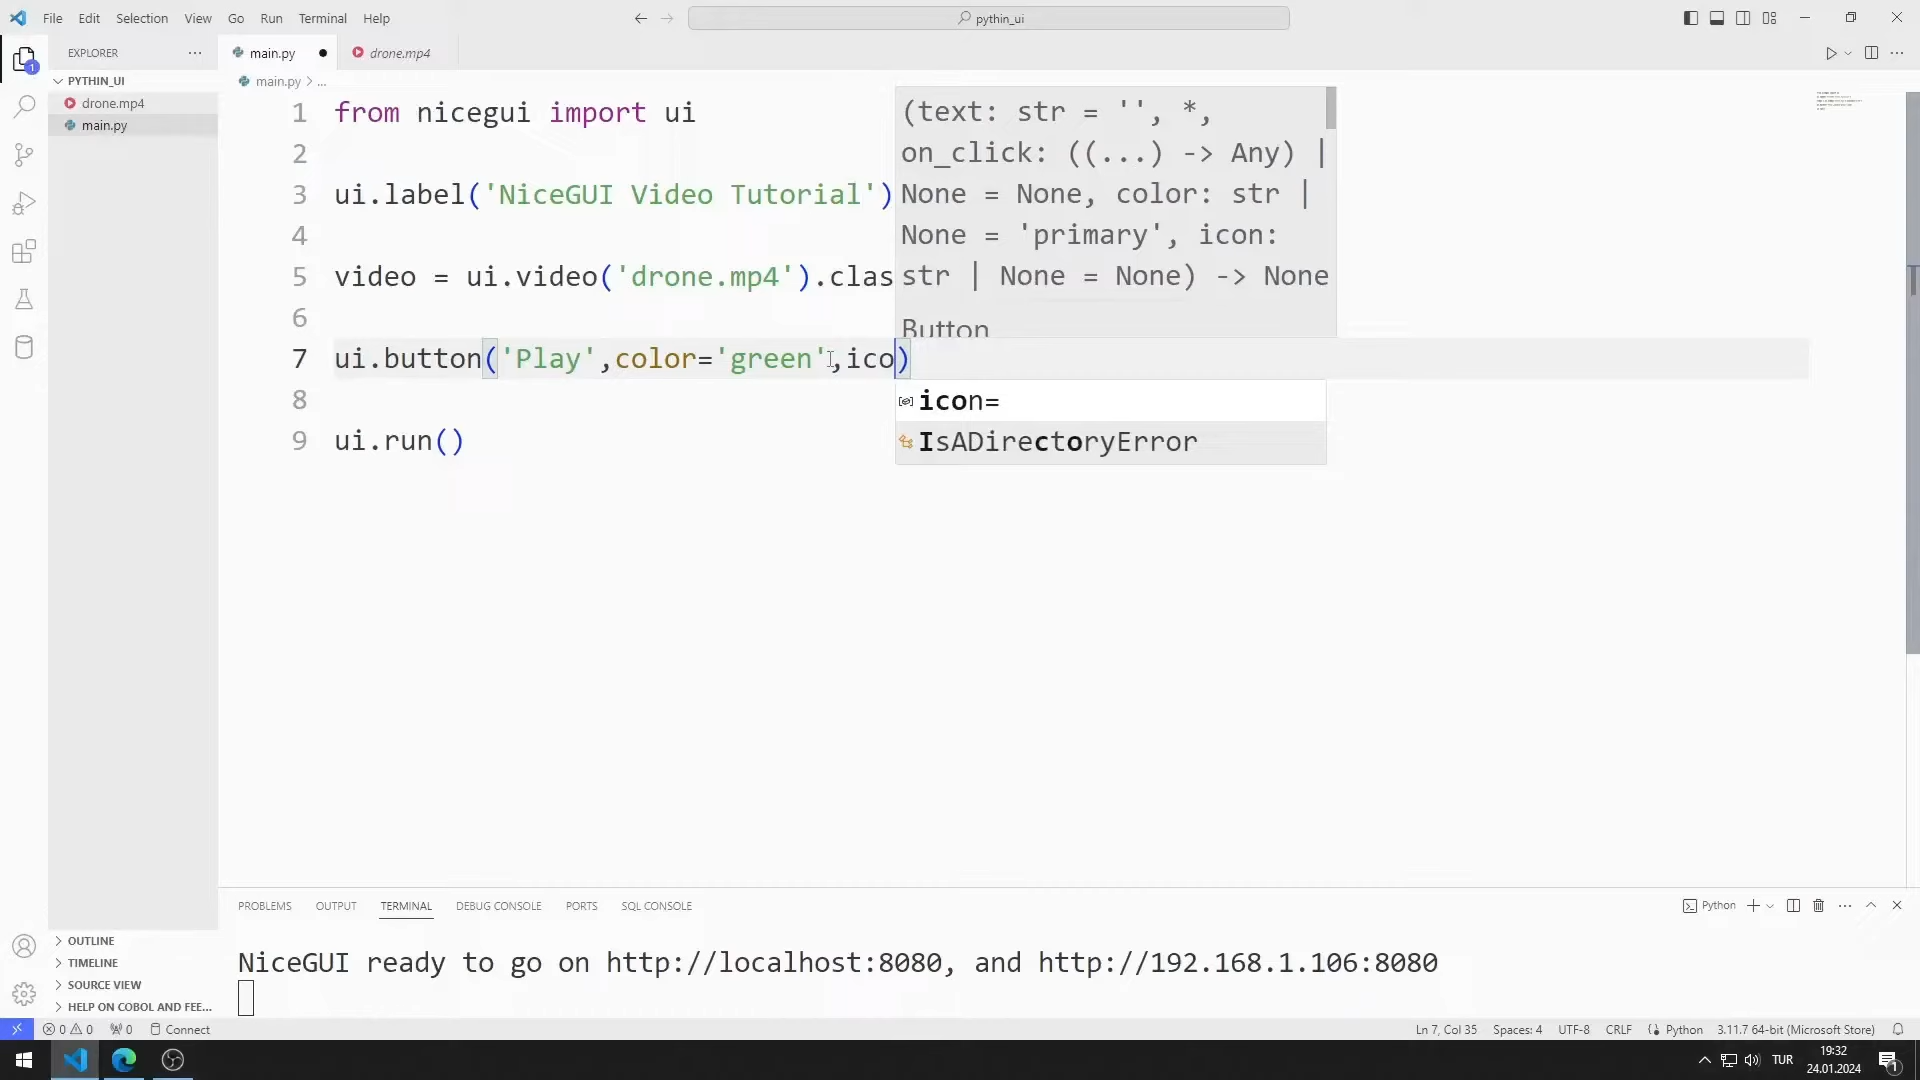 File Edit Selection View Go Run Terminal Help
pythin_ui
EXPLORER
main.py
drone.mp4
PYTHIN_UI
1
drone.mp4
main.py
main.py > ...
1 from nicegui import ui
2
3 ui.label('NiceGUI Video Tutorial')
4
5 video = ui.video('drone.mp4').clas
6
7 ui.button('Play',color='green',ico)
8
9 ui.run()
(text: str = '', *,
on_click: ((...) -> Any) |
None = None, color: str |
None = 'primary', icon:
str | None = None) -> None
Button
icon=
IsADirectoryError
PROBLEMS OUTPUT TERMINAL DEBUG CONSOLE PORTS SQL CONSOLE
Python
NiceGUI ready to go on http://localhost:8080, and http://192.168.1.106:8080
OUTLINE
TIMELINE
SOURCE VIEW
HELP ON COBOL AND FEE...
0 0 0 Connect
Ln 7, Col 35 Spaces: 4 UTF-8 CRLF Python 3.11.7 64-bit (Microsoft Store)
TUR
19:32
24.01.2024
1